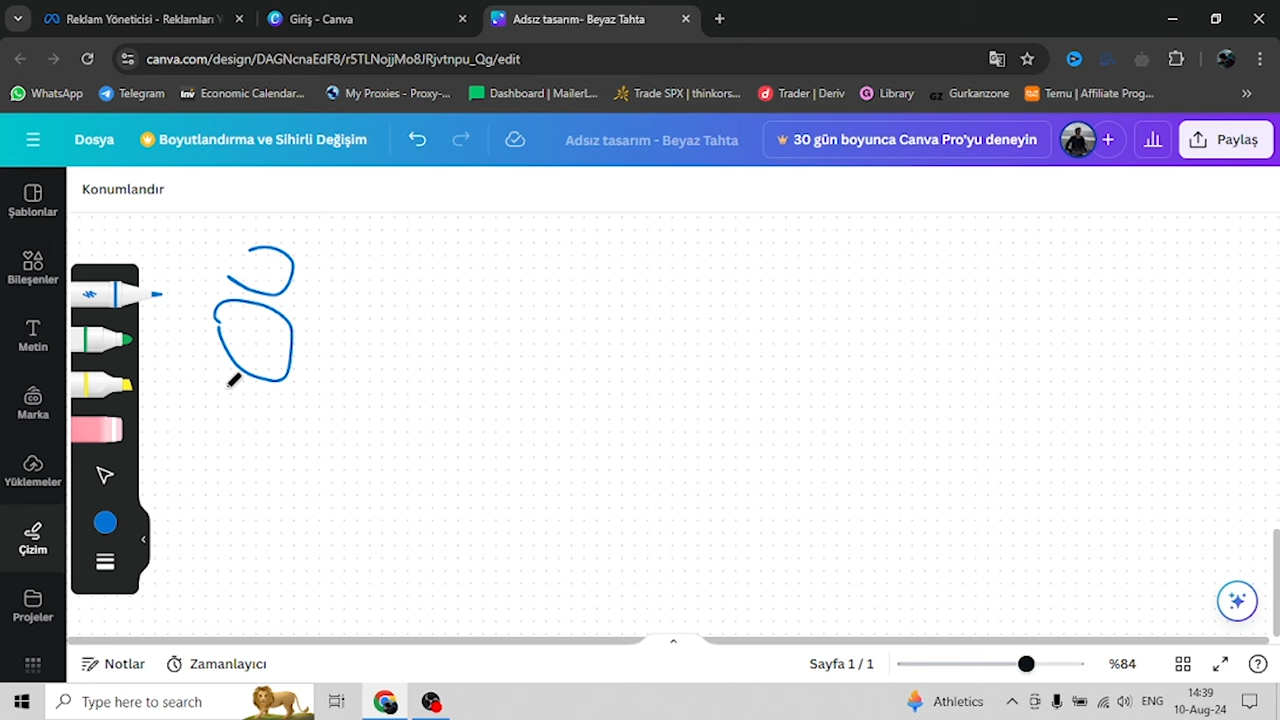 Reklam Yöneticisi - Reklamları Y
Giriş - Canva
Adsız tasarım- Beyaz Tahta
canva.com/design/DAGNcnaEdF8/r5TLNojjMo8JRjvtnpu_Qg/edit
WhatsApp
Telegram
Economic Calendar...
My Proxies - Proxy-...
Dashboard | MailerL...
Trade SPX | thinkors...
Trader | Deriv
Library
GZ Gurkanzone
Temu | Affiliate Prog...
Dosya
Boyutlandırma ve Sihirli Değişim
Adsız tasarım - Beyaz Tahta
30 gün boyunca Canva Pro'yu deneyin
Paylaş
Konumlandır
Şablonlar
Bileşenler
Metin
Marka
Yüklemeler
Çizim
Projeler
Notlar
Zamanlayıcı
Sayfa 1 / 1
%84
Type here to search
Athletics
ENG
14:39
10-Aug-24